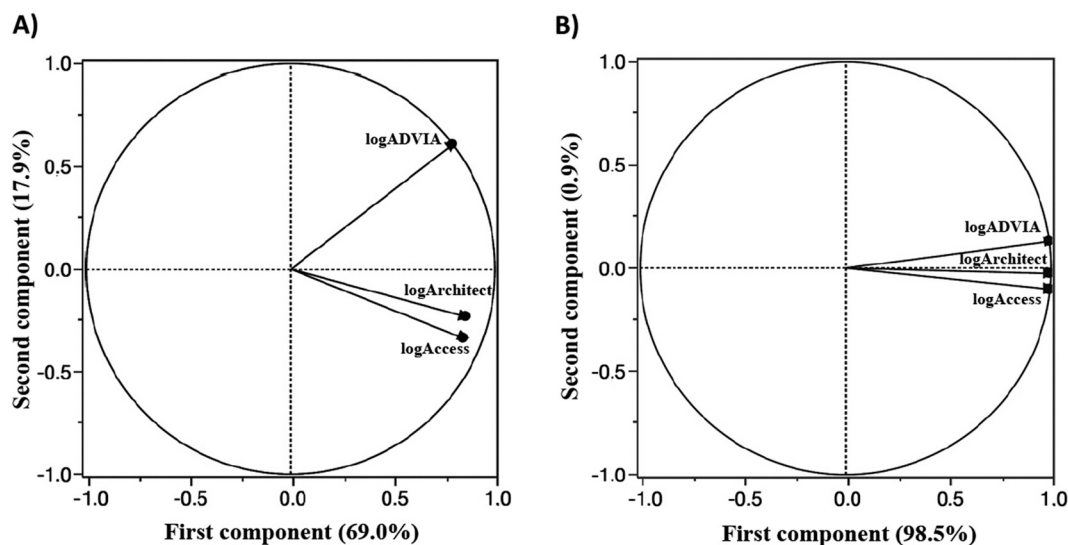 A)
1.0
0.5
0.0
-0.5
-1.0
Second component (17.9%)
logADVIA
logArchitect
logAccess
-1.0
-0.5
0.0
0.5
1.0
First component (69.0%)
B)
1.0
0.5
0.0
-0.5
-1.0
Second component (0.9%)
logADVIA
logArchitect
logAccess
-1.0
-0.5
0.0
0.5
1.0
First component (98.5%)